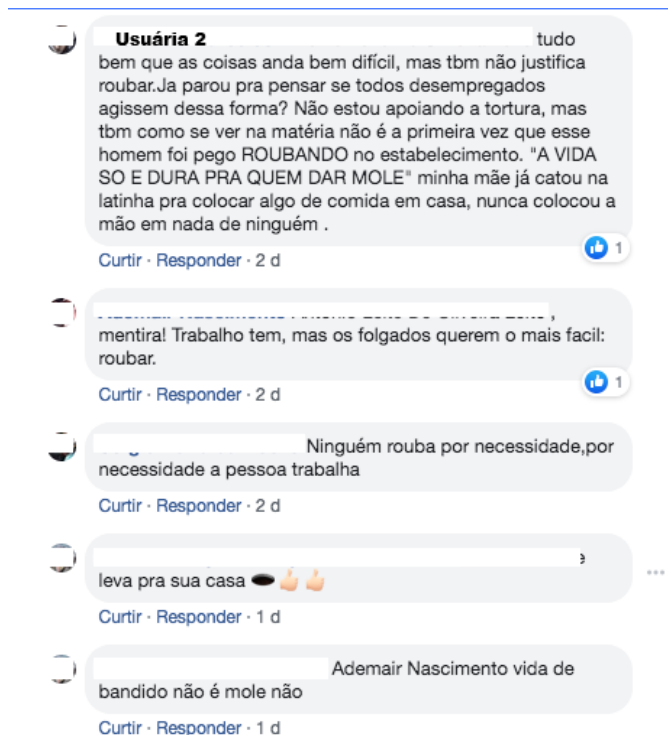 Usuária 2 tudo
bem que as coisas anda bem difícil, mas tbm não justifica
roubar.Ja parou pra pensar se todos desempregados
agissem dessa forma? Não estou apoiando a tortura, mas
tbm como se ver na matéria não é a primeira vez que esse
homem foi pego ROUBANDO no estabelecimento. "A VIDA
SO E DURA PRA QUEM DAR MOLE" minha mãe já catou na
latinha pra colocar algo de comida em casa, nunca colocou a
mão em nada de ninguém .
1
Curtir · Responder · 2 d
mentira! Trabalho tem, mas os folgados querem o mais facil:
roubar.
1
Curtir · Responder · 2 d
Ninguém rouba por necessidade,por
necessidade a pessoa trabalha
Curtir · Responder · 2 d
leva pra sua casa 🕳️👍🏻👍🏻
Curtir · Responder · 1 d
Ademair Nascimento vida de
bandido não é mole não
Curtir · Responder · 1 d